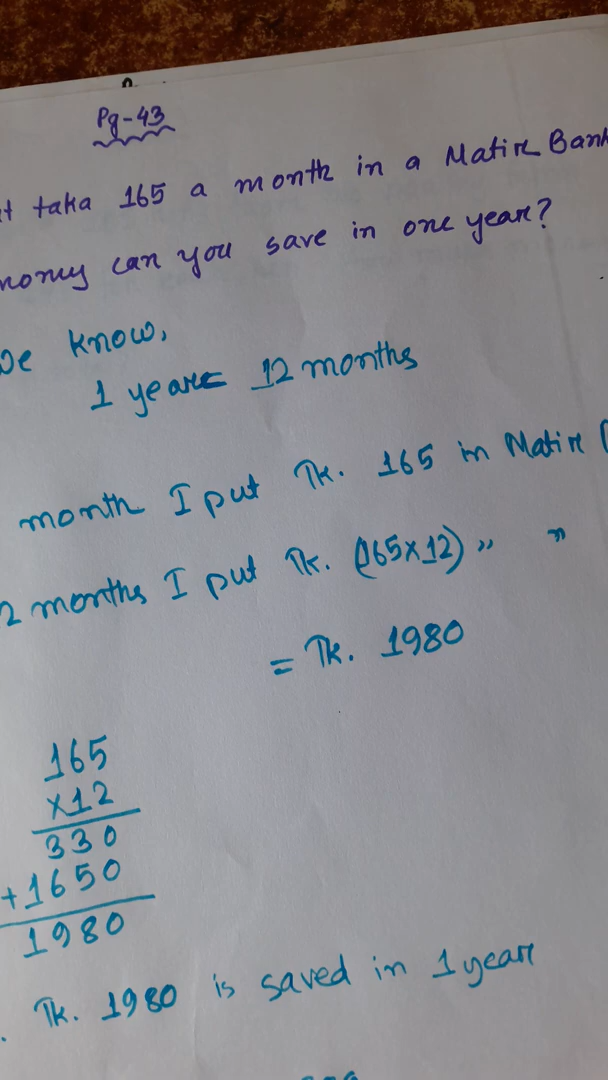 Pg-43
taka 165 a month in a Matir Bank
money can you save in one year?
we know,
1 year = 12 months
month I put Tk. 165 in Matir
months I put Tk. (165x12) ,, ,,
= Tk. 1980
165
x12
330
+1650
1980
Tk. 1980 is saved in 1 year